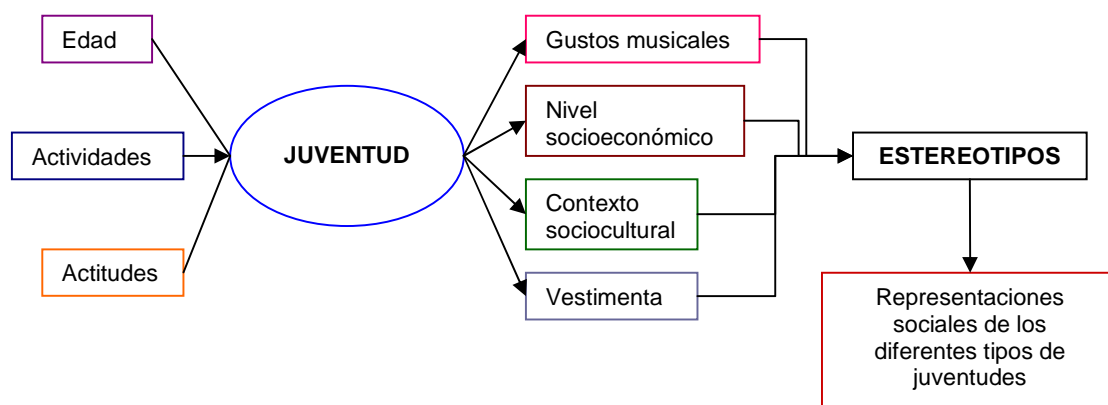 Edad
Actividades
Actitudes
JUVENTUD
Gustos musicales
Nivel
socioeconómico
Contexto
sociocultural
Vestimenta
ESTEREOTIPOS
Representaciones
sociales de los
diferentes tipos de
juventudes